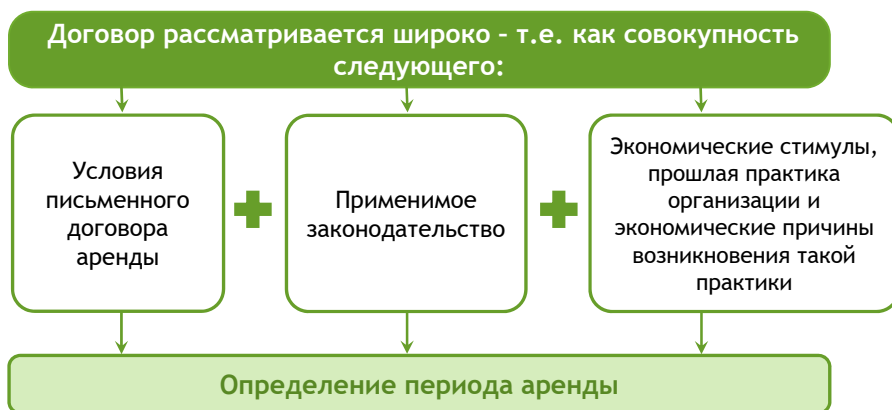 Договор рассматривается широко – т.е. как совокупность
следующего:
Условия
письменного
договора
аренды
Применимое
законодательство
Экономические стимулы,
прошлая практика
организации и
экономические причины
возникновения такой
практики
Определение периода аренды